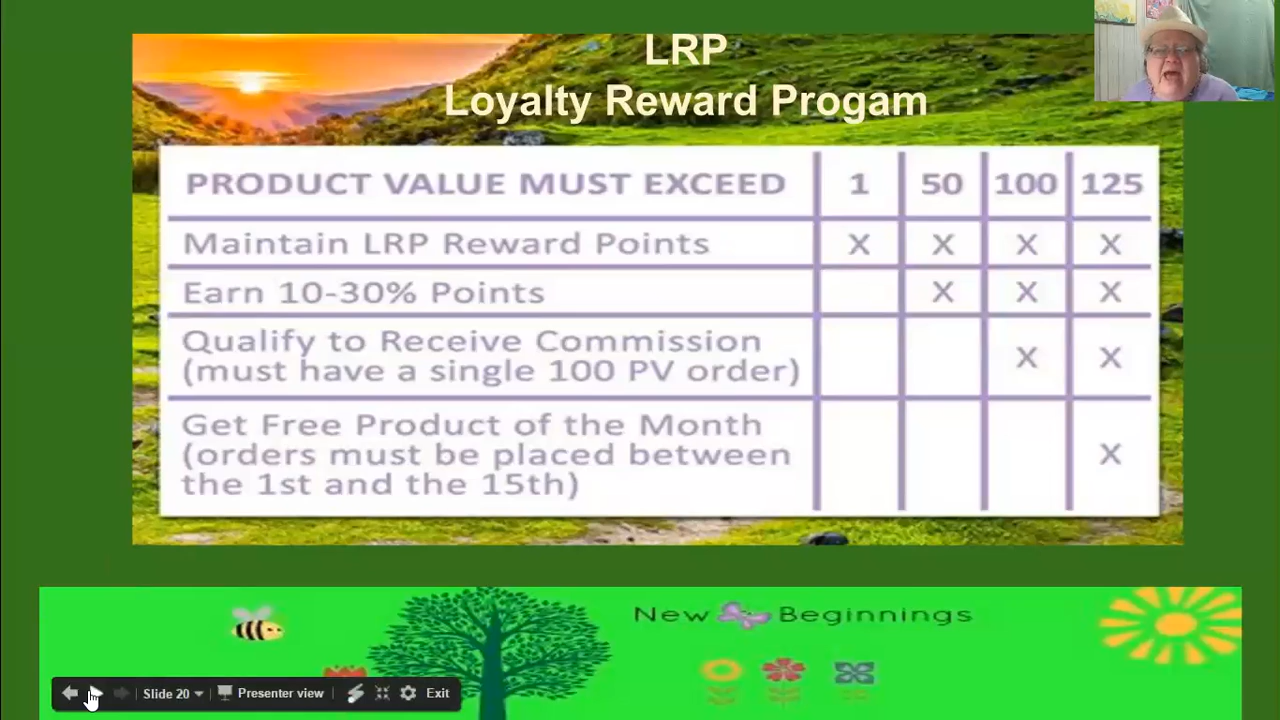 LRP
Loyalty Reward Progam
PRODUCT VALUE MUST EXCEED 1 50 100 125
Maintain LRP Reward Points X X X X
Earn 10-30% Points X X X
Qualify to Receive Commission
(must have a single 100 PV order) X X
Get Free Product of the Month
(orders must be placed between
the 1st and the 15th) X
New Beginnings
Slide 20 Presenter view Exit